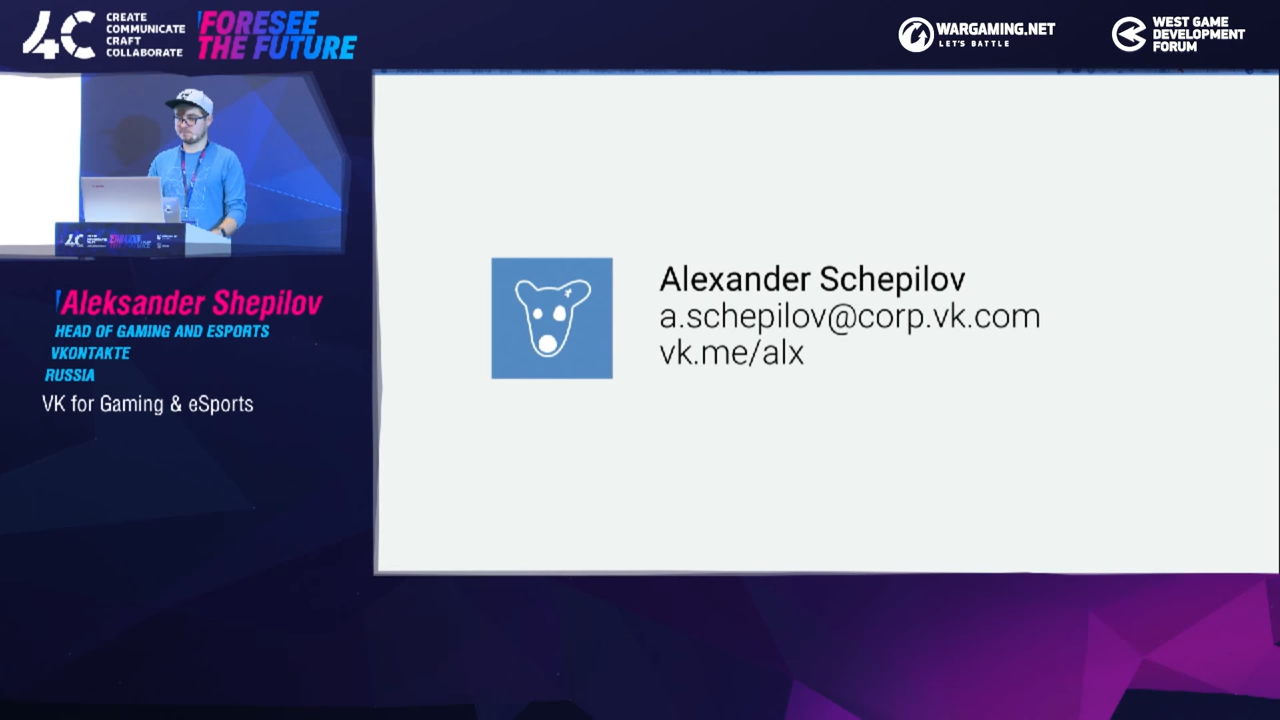 4C
CREATE
COMMUNICATE
CRAFT
COLLABORATE
FORESEE
THE FUTURE
WARGAMING.NET
LET'S BATTLE
WEST GAME
DEVELOPMENT
FORUM
Aleksander Shepilov
HEAD OF GAMING AND ESPORTS
VKONTAKTE
RUSSIA
VK for Gaming & eSports
Alexander Schepilov
a.schepilov@corp.vk.com
vk.me/alx
4C